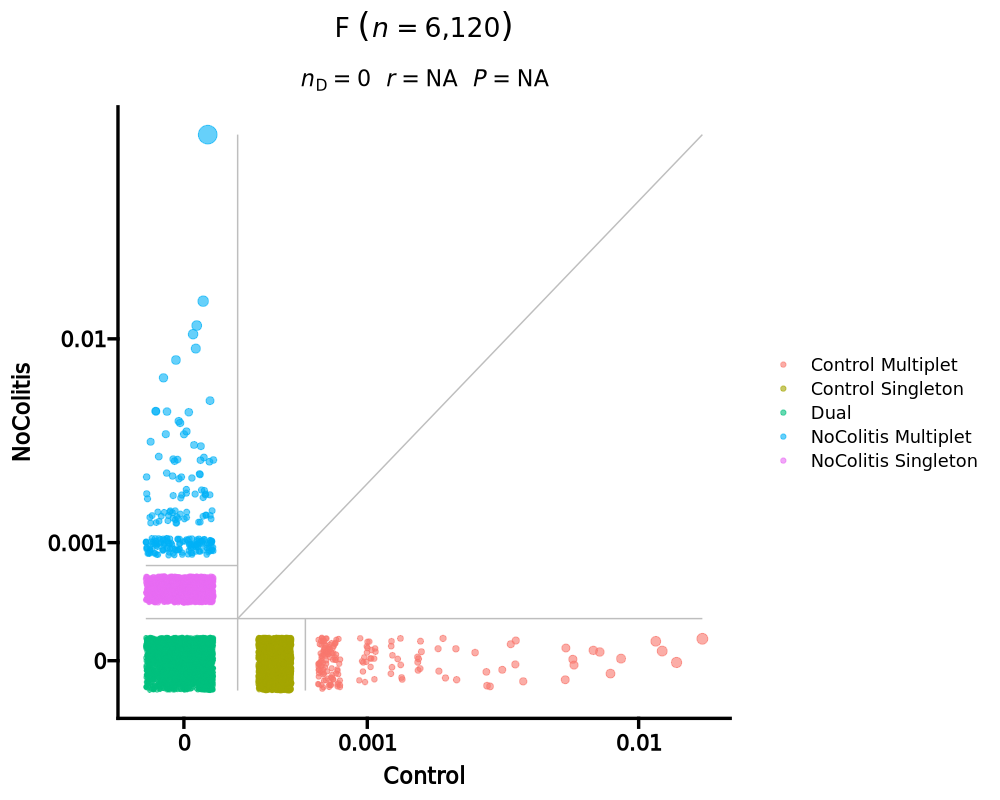 F (n = 6,120)
n_D = 0 r = NA P = NA
NoColitis
0.01
0.001
0
0
0.001
0.01
Control
Control Multiplet
Control Singleton
Dual
NoColitis Multiplet
NoColitis Singleton